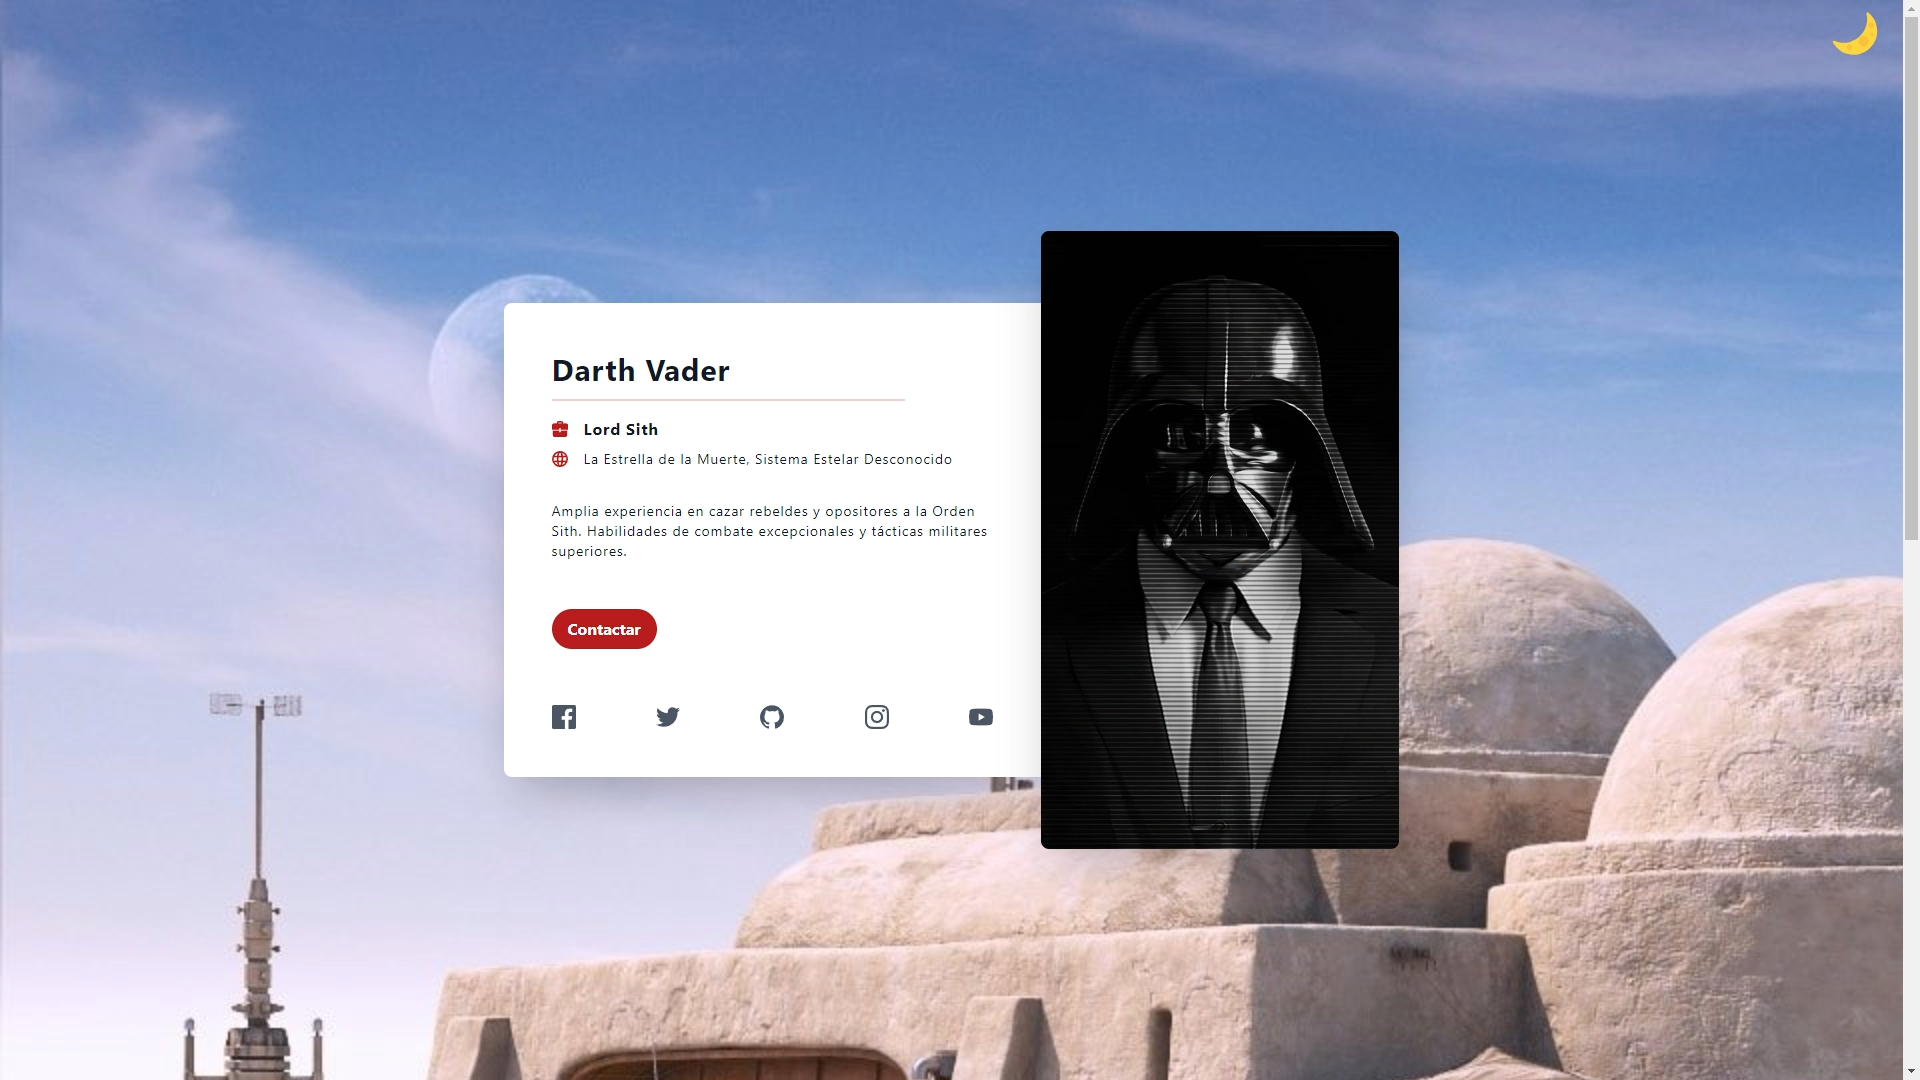 Darth Vader
Lord Sith
La Estrella de la Muerte, Sistema Estelar Desconocido
Amplia experiencia en cazar rebeldes y opositores a la Orden
Sith. Habilidades de combate excepcionales y tácticas militares
superiores.
Contactar